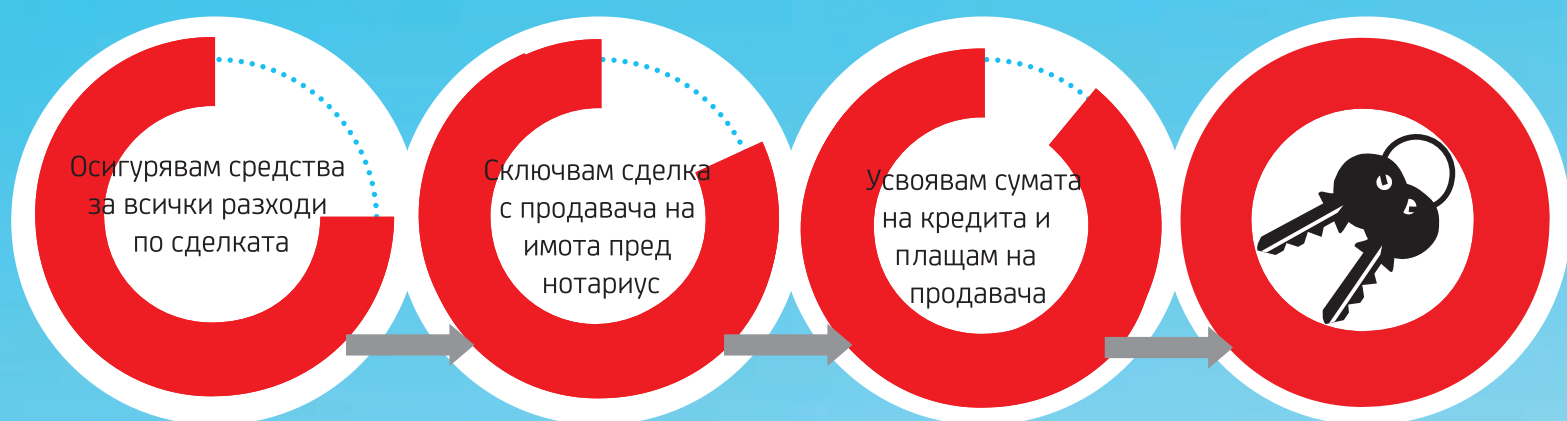 Осигурявам средства
за всички разходи
по сделката
Сключвам сделка
с продавача на
имота пред
нотариус
Усвоявам сумата
на кредита и
плащам на
продавача